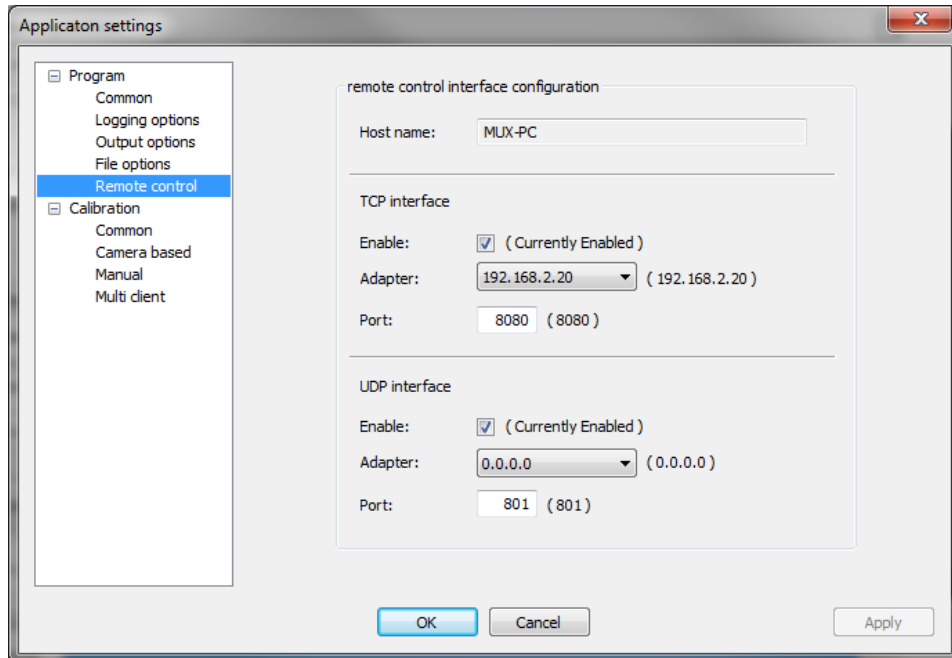 Applicaton settings
Program
Common
Logging options
Output options
File options
Remote control
Calibration
Common
Camera based
Manual
Multi client
remote control interface configuration
Host name: MUX-PC
TCP interface
Enable: ( Currently Enabled )
Adapter: 192.168.2.20 ( 192.168.2.20 )
Port: 8080 ( 8080 )
UDP interface
Enable: ( Currently Enabled )
Adapter: 0.0.0.0 ( 0.0.0.0 )
Port: 801 ( 801 )
OK Cancel Apply